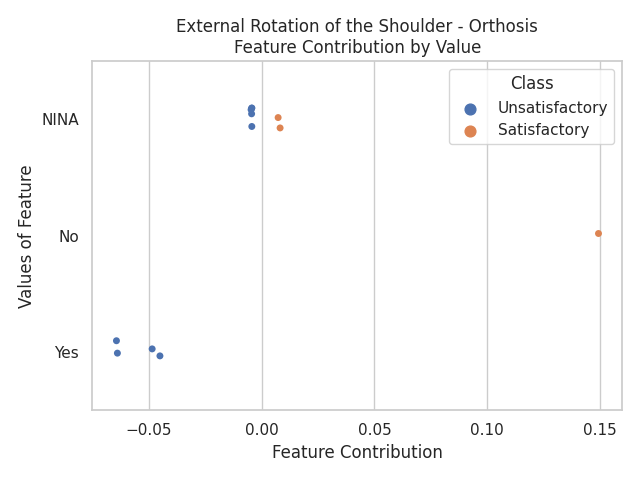 External Rotation of the Shoulder - Orthosis
Feature Contribution by Value
Class
Unsatisfactory
Satisfactory
Values of Feature
NINA
No
Yes
−0.05
0.00
0.05
0.10
0.15
Feature Contribution